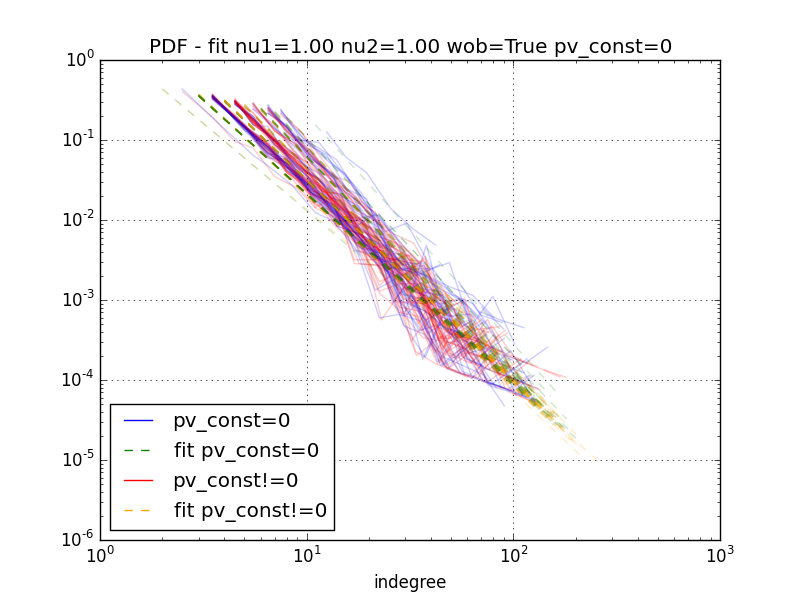 PDF - fit nu1=1.00 nu2=1.00 wob=True pv_const=0
10^0
10^-1
10^-2
10^-3
10^-4
10^-5
10^-6
pv_const=0
fit pv_const=0
pv_const!=0
fit pv_const!=0
10^0 10^1 10^2 10^3
indegree